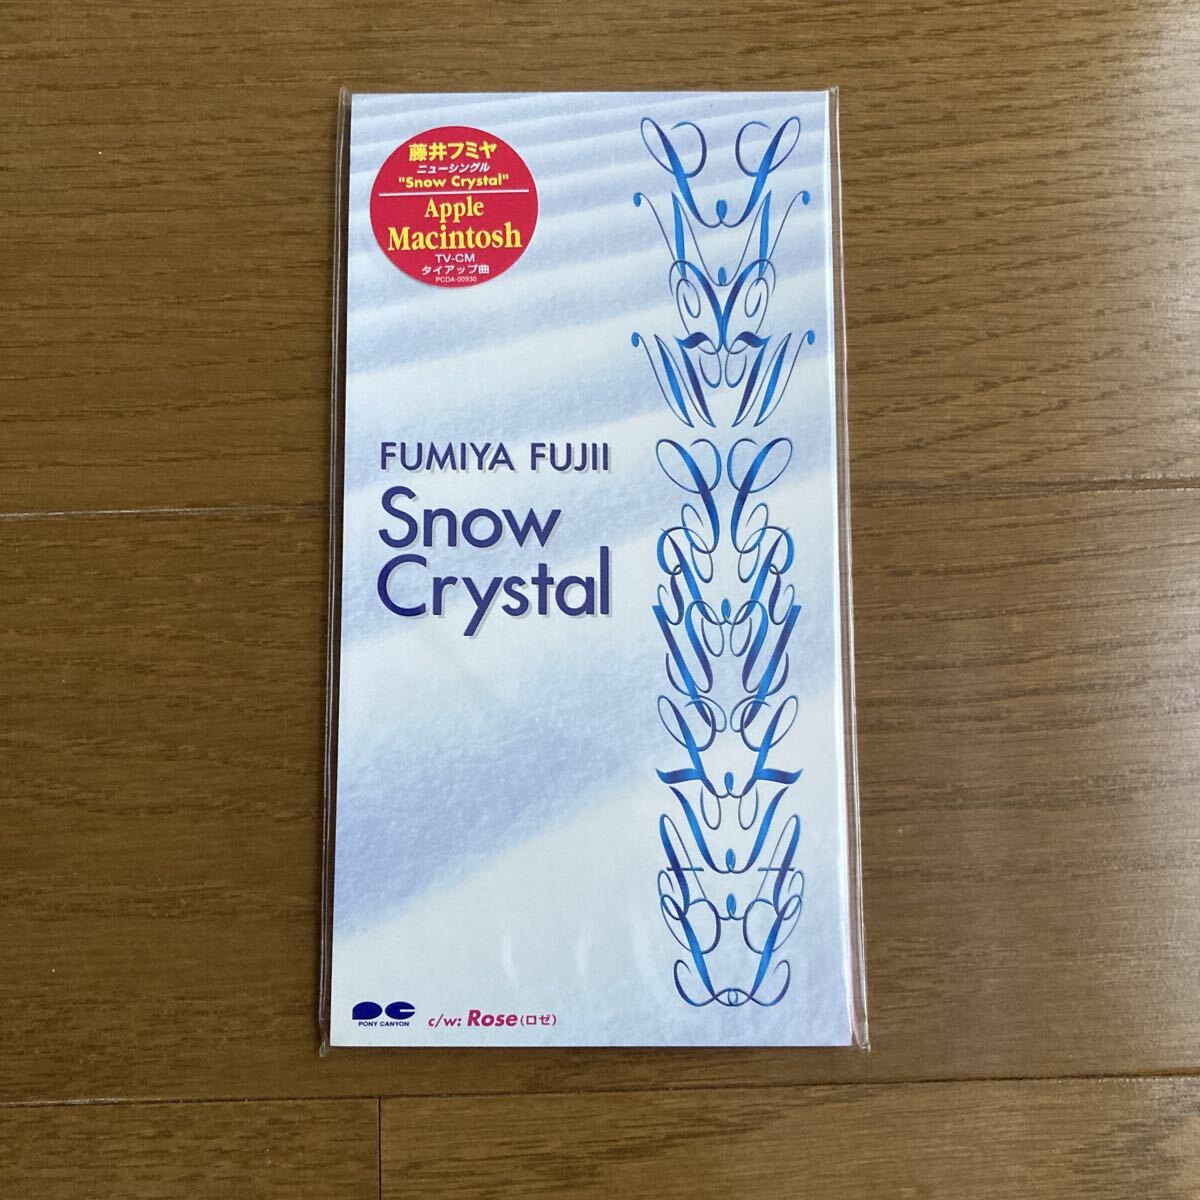 藤井フミヤ
ニューシングル
"Snow Crystal"
Apple
Macintosh
TV-CM
タイアップ曲
PCDA-00930
FUMIYA FUJII
Snow
Crystal
PONY CANYON
c/w: Rose(ロゼ)